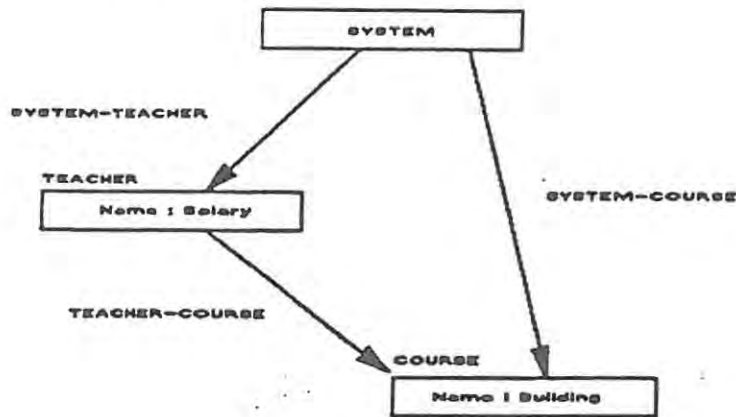 SYSTEM
SYSTEM-TEACHER
TEACHER
Name : Salary
SYSTEM-COURSE
TEACHER-COURSE
COURSE
Name : Building